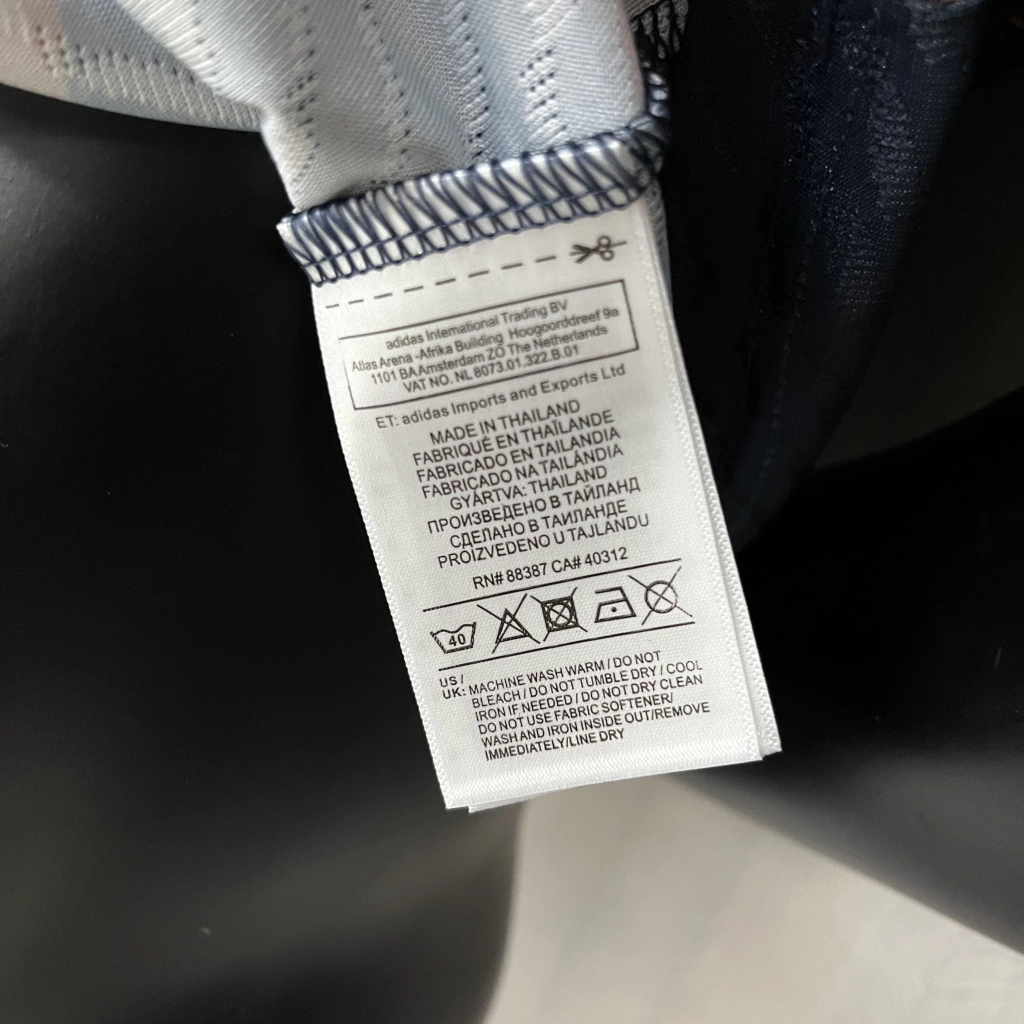 adidas International Trading BV
Atlas Arena -Afrika Building Hoogoorddreef 9a
1101 BA Amsterdam ZO The Netherlands
VAT NO. NL 8073.01.322.B.01
ET: adidas Imports and Exports Ltd
MADE IN THAILAND
FABRIQUÉ EN THAÏLANDE
FABRICADO EN TAILANDIA
FABRICADO NA TAILÂNDIA
GYÁRTVA: THAILAND
ПРОИЗВЕДЕНО В ТАЙЛАНД
СДЕЛАНО В ТАИЛАНДЕ
PROIZVEDENO U TAJLANDU
RN# 88387 CA# 40312
40
US /
UK: MACHINE WASH WARM / DO NOT
BLEACH / DO NOT TUMBLE DRY / COOL
IRON IF NEEDED / DO NOT DRY CLEAN
DO NOT USE FABRIC SOFTENER/
WASH AND IRON INSIDE OUT/REMOVE
IMMEDIATELY/LINE DRY